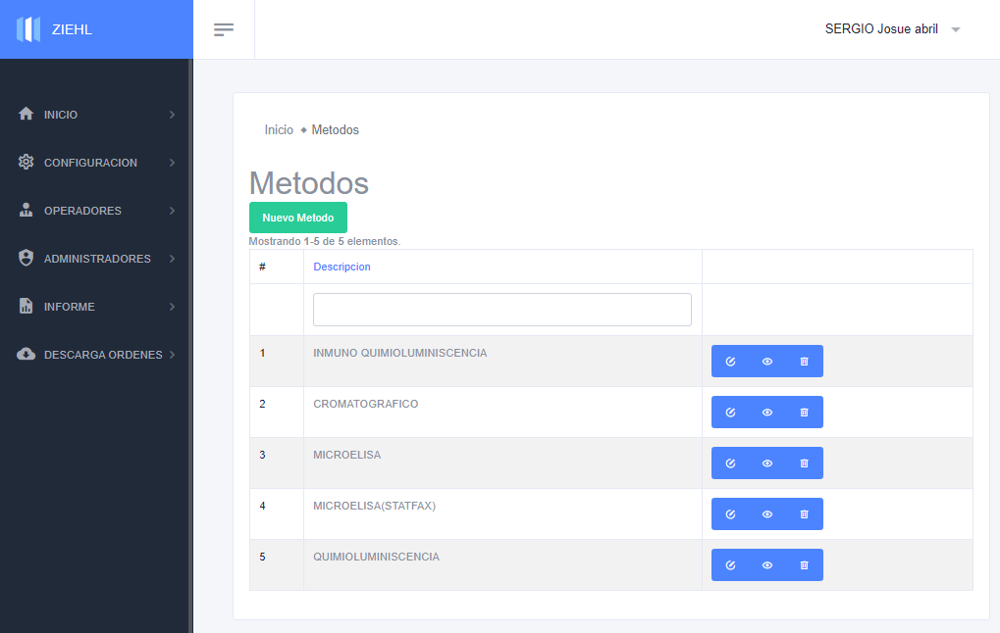 ZIEHL
SERGIO Josue abril
INICIO
CONFIGURACION
OPERADORES
ADMINISTRADORES
INFORME
DESCARGA ORDENES
Inicio ◆ Metodos
Metodos
Nuevo Metodo
Mostrando 1-5 de 5 elementos.
# Descripcion
1 INMUNO QUIMIOLUMINISCENCIA
2 CROMATOGRAFICO
3 MICROELISA
4 MICROELISA(STATFAX)
5 QUIMIOLUMINISCENCIA